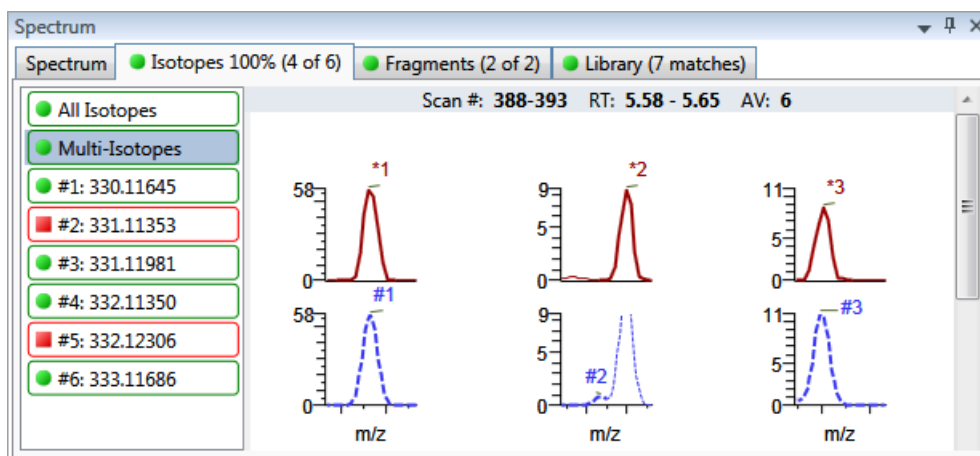 Spectrum
Spectrum Isotopes 100% (4 of 6) Fragments (2 of 2) Library (7 matches)
All Isotopes
Multi-Isotopes
#1: 330.11645
#2: 331.11353
#3: 331.11981
#4: 332.11350
#5: 332.12306
#6: 333.11686
Scan #: 388-393 RT: 5.58 - 5.65 AV: 6
*1 *2 *3
58 9 11
5 5
0 0 0
#1 #2 #3
58 9 11
5 5
0 0 0
m/z m/z m/z